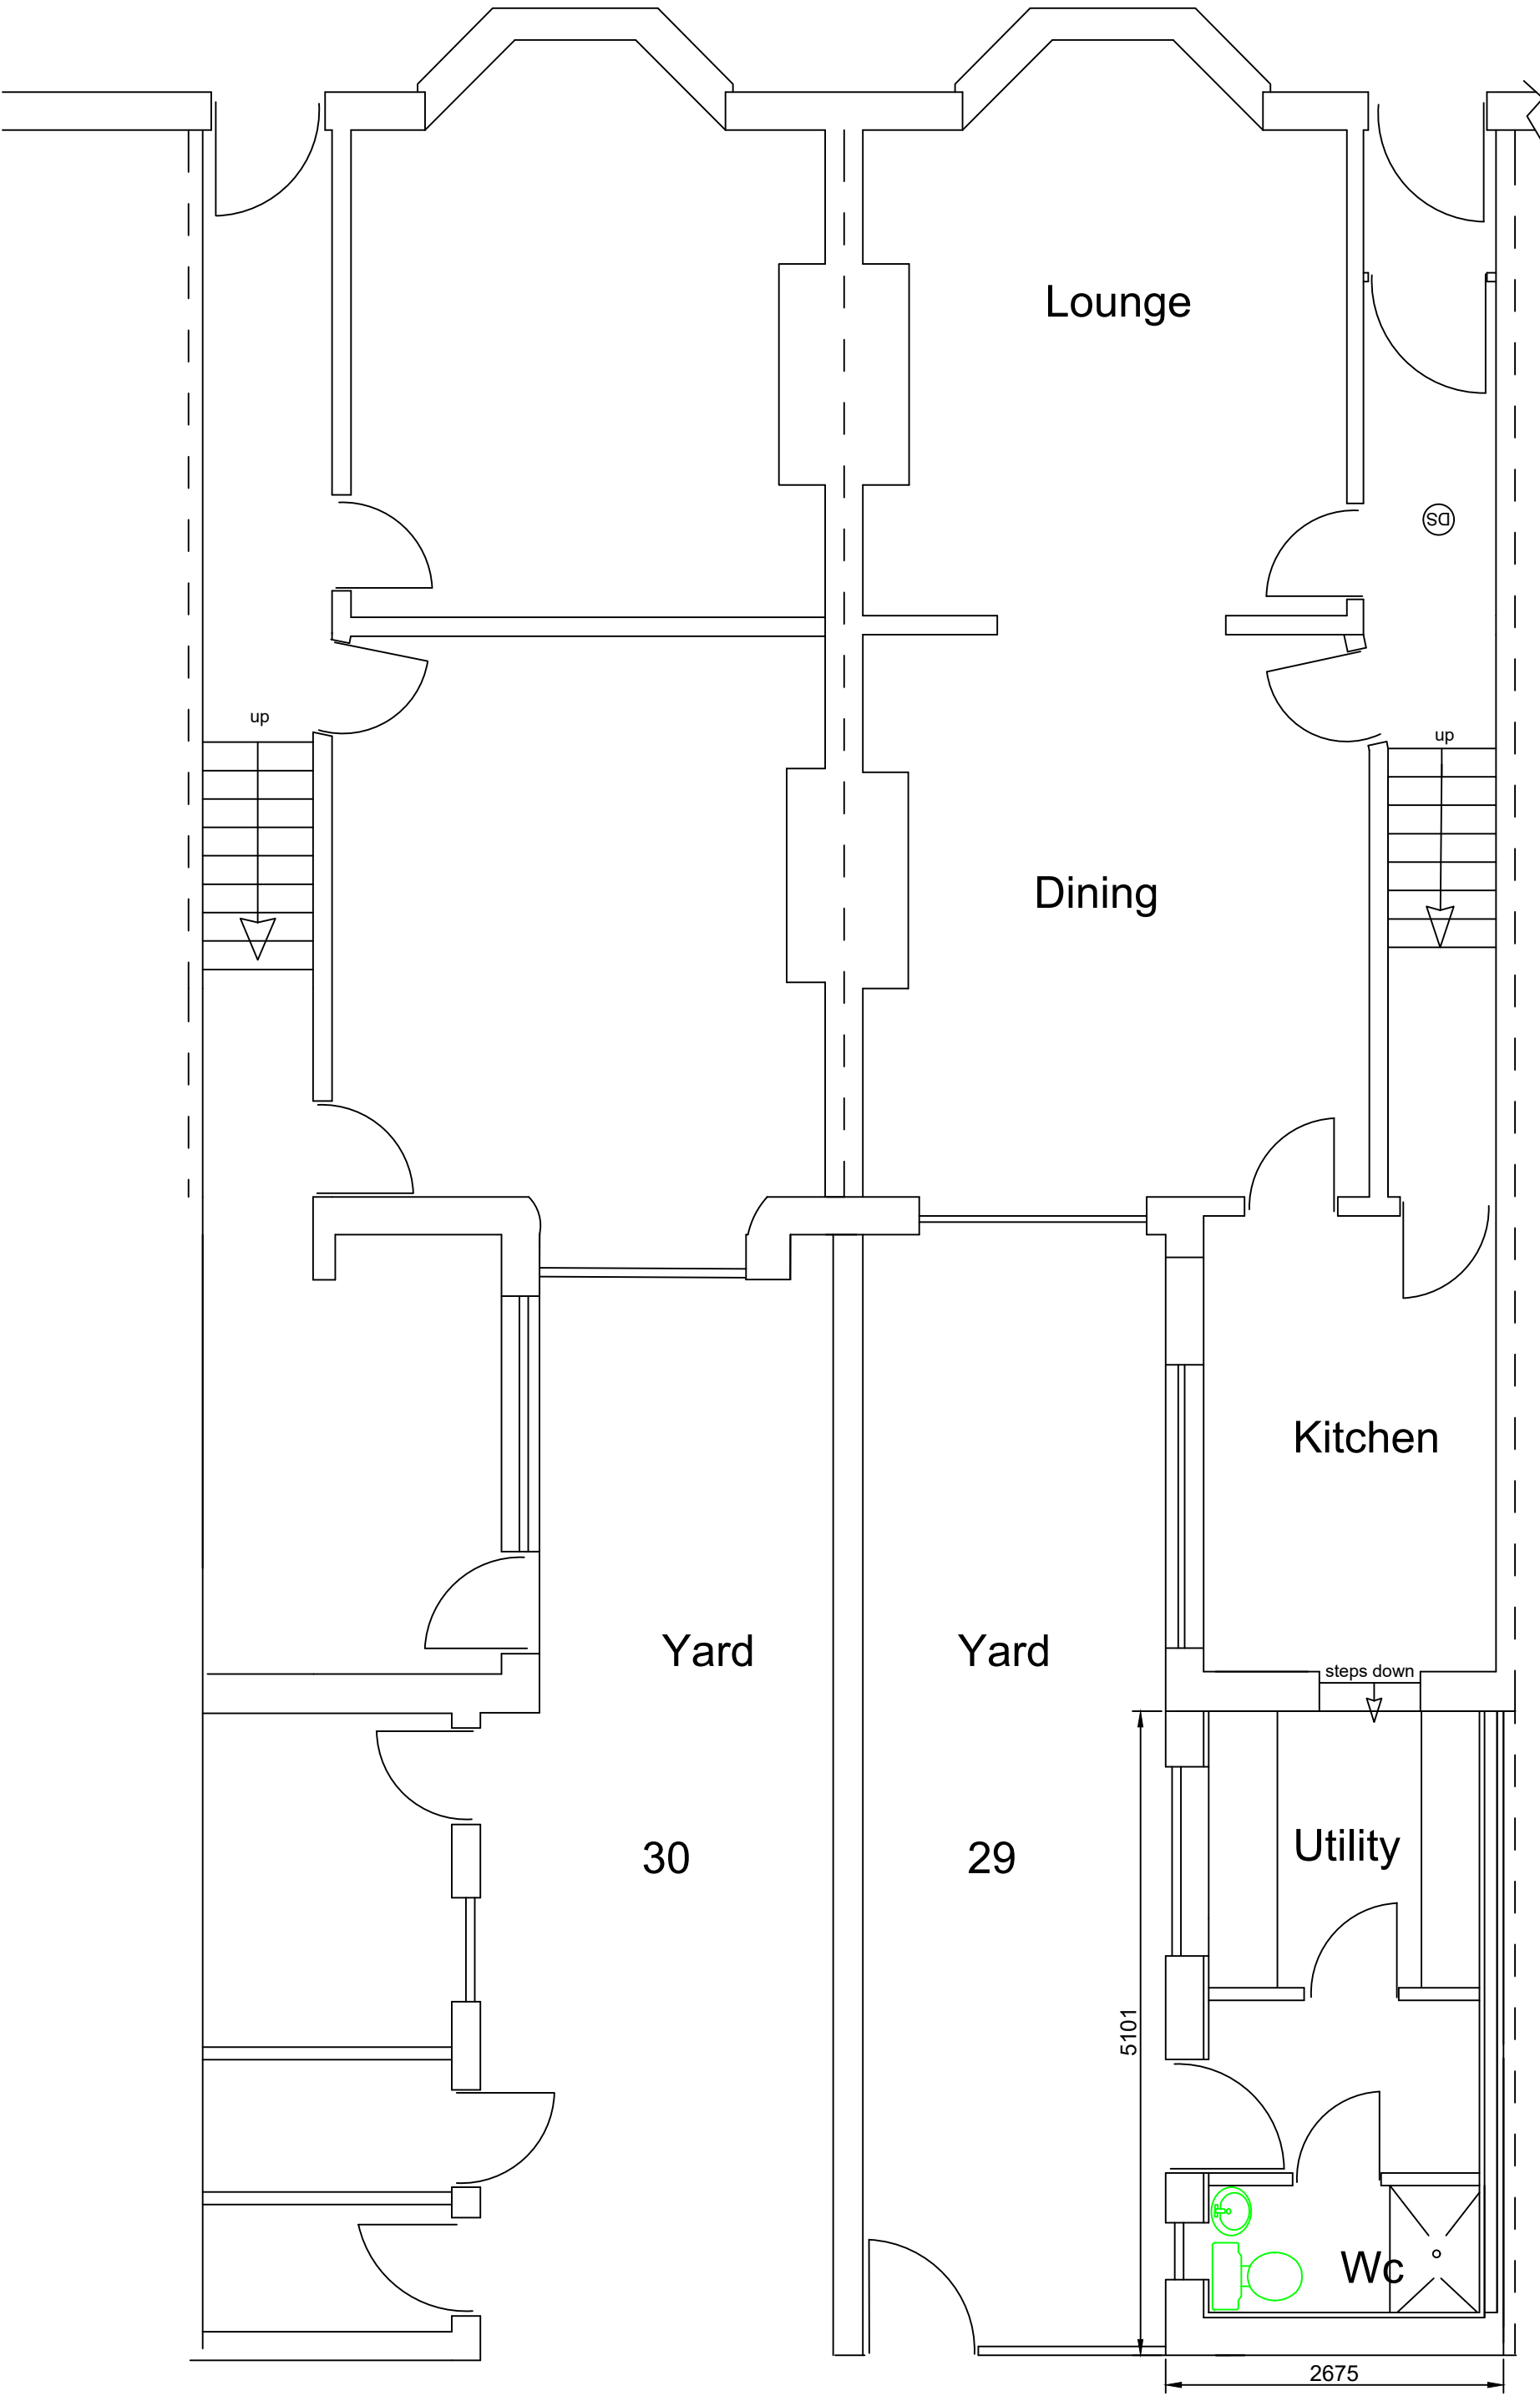 Lounge
DS
up
up
Dining
Kitchen
Yard
Yard
steps down
Utility
30
29
5101
Wc
2675